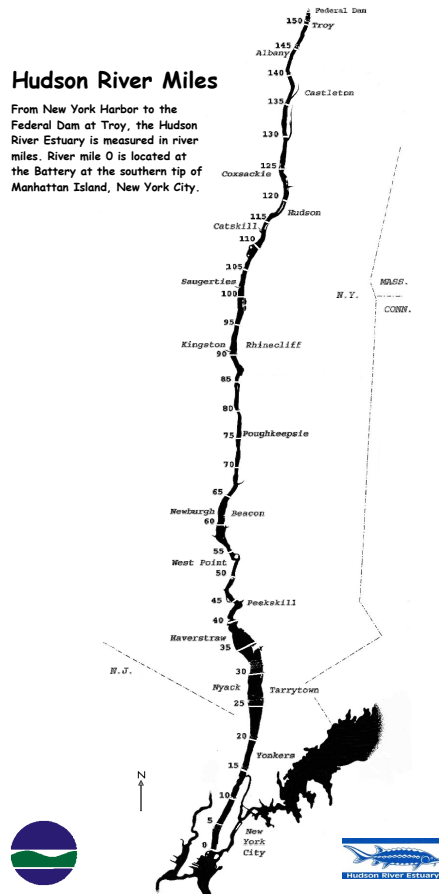 Federal Dam
150
Troy
145
Albany
140
Hudson River Miles
Castleton
135
From New York Harbor to the
Federal Dam at Troy, the Hudson
River Estuary is measured in river
miles. River mile 0 is located at
the Battery at the southern tip of
Manhattan Island, New York City.
130
125
Coxsackie
120
Hudson
115
Catskill
110
105
Saugerties
MASS.
N.Y.
100
CONN.
95
Kingston
Rhinecliff
90
85
80
Poughkeepsie
75
70
65
Newburgh
Beacon
60
55
West Point
50
45
Peekskill
40
Haverstraw
35
30
N.J.
Nyack
Tarrytown
25
20
Yonkers
15
N
10
5
New
York
City
0
Hudson River Estuary